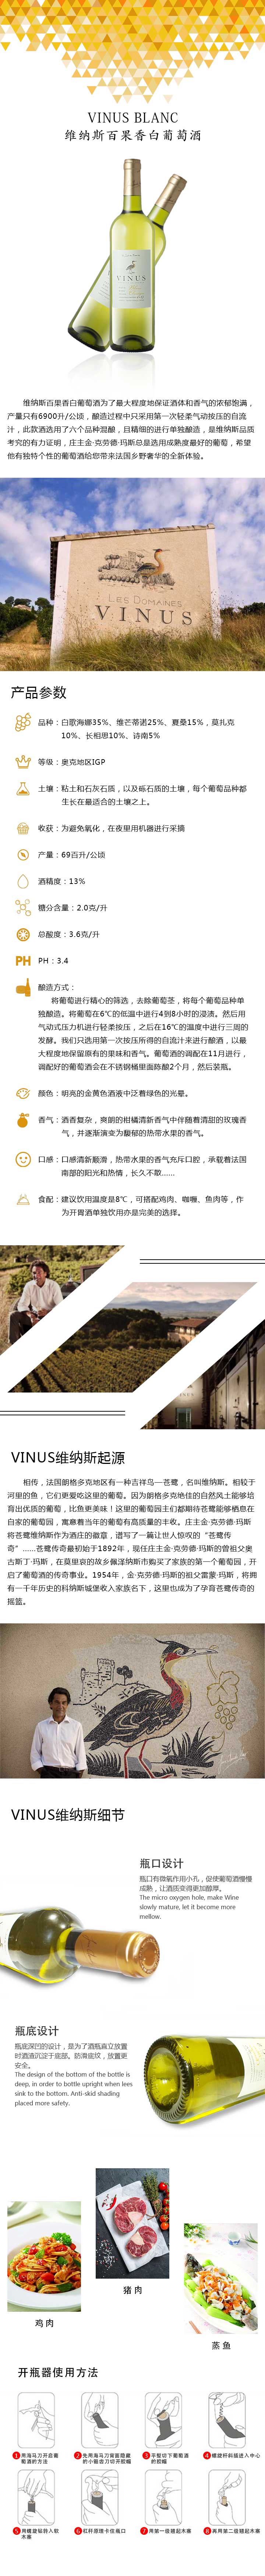 VINUS BLANC
维纳斯百果香白葡萄酒
VINUS
维纳斯百里香白葡萄酒为了最大程度地保证酒体和香气的浓郁饱满，
产量只有6900升/公顷，酿造过程中只采用第一次轻柔气动按压的自流
汁，此款酒选用了六个品种混酿，且精细的进行单独酿造，是维纳斯品质
考究的有力证明，庄主金·克劳德·玛斯总是选用成熟度最好的葡萄，希望
他有独特个性的葡萄酒给您带来法国乡野奢华的全新体验。
LES DOMAINES
VINUS
产品参数
品种：白歌海娜35%、维芒蒂诺25%、夏桑15%，莫扎克
10%、长相思10%、诗南5%
等级：奥克地区IGP
土壤：粘土和石灰石质，以及砾石质的土壤，每个葡萄品种都
生长在最适合的土壤之上。
收获：为避免氧化，在夜里用机器进行采摘
产量：69百升/公顷
酒精度：13%
糖分含量：2.0克/升
总酸度：3.6克/升
PH PH：3.4
酿造方式：
将葡萄进行精心的筛选，去除葡萄茎，将每个葡萄品种单
独酿造。将葡萄在6℃的低温中进行4到8小时的浸渍。然后用
气动式压力机进行轻柔按压，之后在16℃的温度中进行三周的
发酵。我们只选用第一次按压所得的自流汁来进行酿酒，以最
大程度地保留原有的果味和香气。葡萄酒的调配在11月进行，
调配好的葡萄酒会在不锈钢桶里面陈酿2个月，然后装瓶。
颜色：明亮的金黄色酒液中泛着绿色的光晕。
香气：酒香复杂，爽朗的柑橘清新香气中伴随着清甜的玫瑰香
气，并逐渐演变为馥郁的热带水果的香气。
口感：口感清新顺滑，热带水果的香气充斥口腔，承载着法国
南部的阳光和热情，长久不散……
食配：建议饮用温度是8℃，可搭配鸡肉、咖喱、鱼肉等，作
为开胃酒单独饮用亦是完美的选择。
VINUS维纳斯起源
相传，法国朗格多克地区有一种吉祥鸟—苍鹭，名叫维纳斯。相较于
河里的鱼，它们更爱吃这里的葡萄。因为朗格多克绝佳的自然风土能够培
育出优质的葡萄，比鱼更美味！这里的葡萄园主们都期待苍鹭能够栖息在
自家的葡萄园，寓意着当年的葡萄有高质量的丰收。庄主金·克劳德·玛斯
将苍鹭维纳斯作为酒庄的徽章，谱写了一篇让世人惊叹的“苍鹭传
奇”……苍鹭传奇最初始于1892年，现任庄主金·克劳德·玛斯的曾祖父奥
古斯丁·玛斯，在莫里哀的故乡佩泽纳斯市购买了家族的第一个葡萄园，开
启了葡萄酒的传奇事业。1954年，金·克劳德·玛斯的祖父雷蒙·玛斯，将拥
有一千年历史的科纳斯城堡收入家族名下，这里也成为了孕育苍鹭传奇的
摇篮。
VINUS维纳斯细节
瓶口设计
瓶口有微氧作用小孔，促使葡萄酒慢慢
成熟，让酒质变得更加醇厚。
The micro oxygen hole, make Wine
slowly mature, let it become more
mellow.
瓶底设计
瓶底深凹的设计，是为了酒瓶直立放置
时酒渣沉淀于底部。防滑底纹，放置更
安全。
The design of the bottom of the bottle is
deep, in order to bottle upright when lees
sink to the bottom. Anti-skid shading
placed more safety.
猪肉
鸡肉
蒸鱼
开瓶器使用方法
1 用海马刀开启葡
萄酒的方法
2 先用海马刀背面隐藏
的小锯齿刀切开胶帽
3 平整切下葡萄酒
的胶帽
4 螺旋杆斜插进入中心
5 用横旋钻钩入软
木塞
6 杠杆原理卡住瓶口
7 用第一级翘起木塞
8 再用第二级翘起木塞